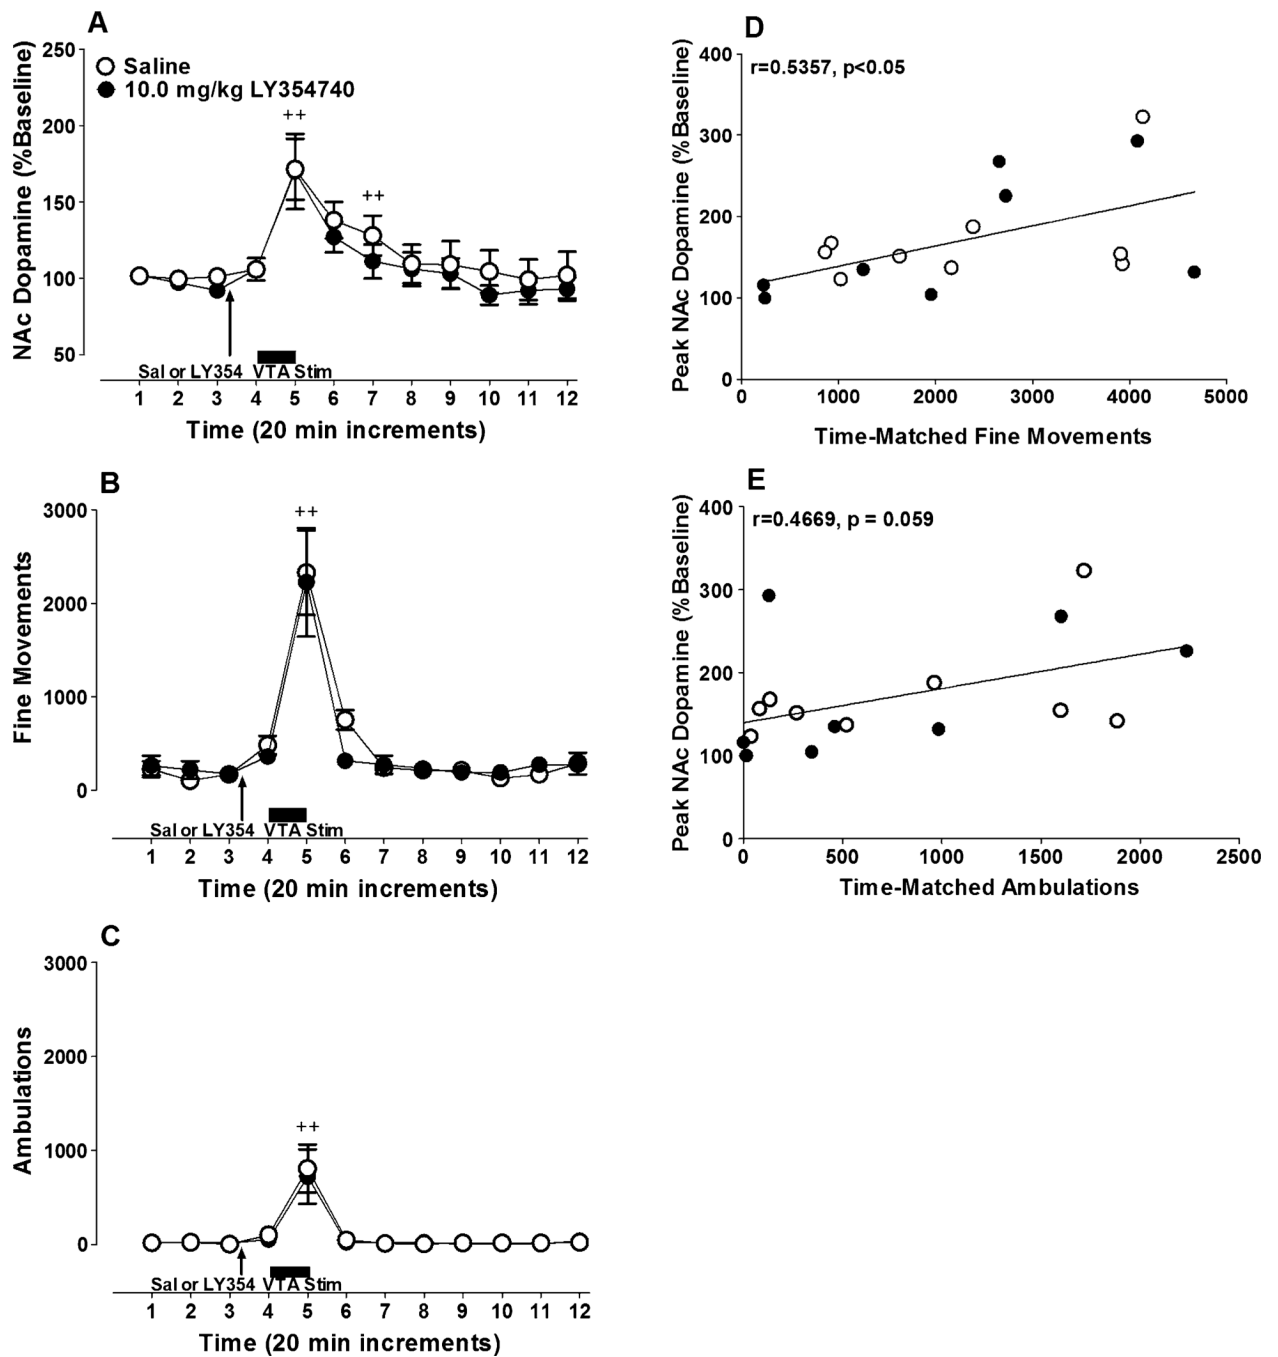 A
NAc Dopamine (%Baseline)
250
200
150
100
50
Saline
10.0 mg/kg LY354740
++
++
Sal or LY354 VTA Stim
1 2 3 4 5 6 7 8 9 10 11 12
Time (20 min increments)
B
Fine Movements
3000
2000
1000
0
++
Sal or LY354 VTA Stim
1 2 3 4 5 6 7 8 9 10 11 12
Time (20 min increments)
C
Ambulations
3000
2000
1000
0
++
Sal or LY354 VTA Stim
1 2 3 4 5 6 7 8 9 10 11 12
Time (20 min increments)
D
Peak NAc Dopamine (%Baseline)
400
300
200
100
0
r=0.5357, p<0.05
0 1000 2000 3000 4000 5000
Time-Matched Fine Movements
E
Peak NAc Dopamine (%Baseline)
400
300
200
100
0
r=0.4669, p = 0.059
0 500 1000 1500 2000 2500
Time-Matched Ambulations